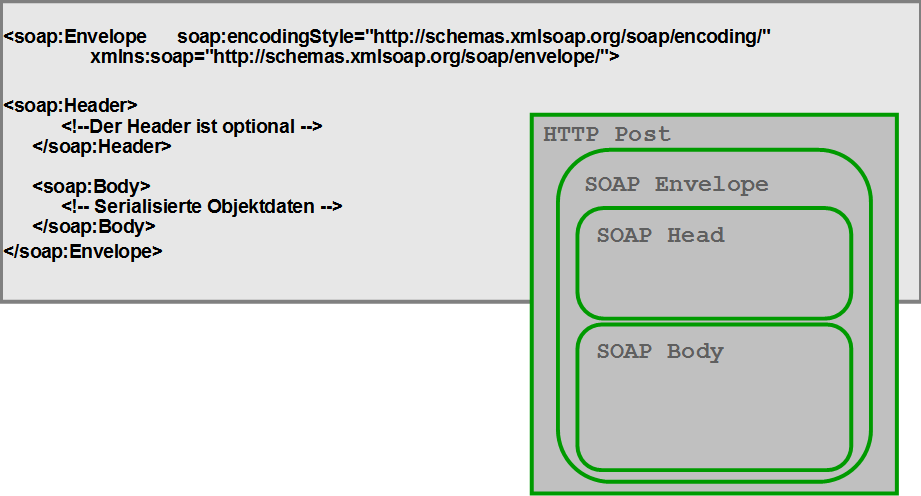 <soap:Envelope soap:encodingStyle="http://schemas.xmlsoap.org/soap/encoding/"
xmlns:soap="http://schemas.xmlsoap.org/soap/envelope/">
<soap:Header>
<!--Der Header ist optional -->
</soap:Header>
<soap:Body>
<!-- Serialisierte Objektdaten -->
</soap:Body>
</soap:Envelope>
HTTP Post
SOAP Envelope
SOAP Head
SOAP Body